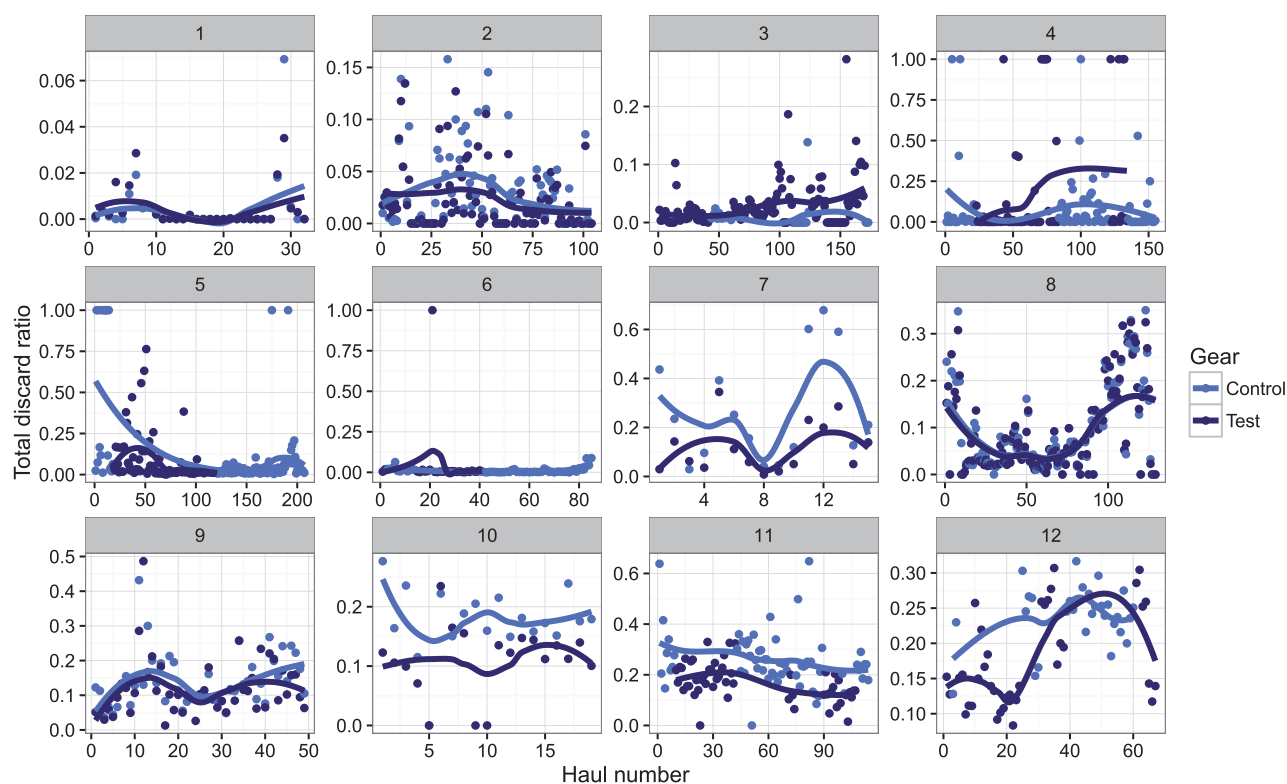 1 2 3 4
0.06 0.04 0.02 0.00
0.15 0.10 0.05 0.00
0.2 0.1 0.0
1.00 0.75 0.50 0.25 0.00
0 10 20 30
0 25 50 75 100
0 50 100 150
0 50 100 150
5 6 7 8
1.00 0.75 0.50 0.25 0.00
1.00 0.75 0.50 0.25 0.00
0.6 0.4 0.2 0.0
0.3 0.2 0.1 0.0
0 50 100 150 200
0 20 40 60 80
4 8 12
0 50 100
9 10 11 12
0.5 0.4 0.3 0.2 0.1 0.0
0.2 0.1 0.0
0.6 0.4 0.2 0.0
0.30 0.25 0.20 0.15 0.10
0 10 20 30 40 50
5 10 15
0 30 60 90
0 20 40 60
Total discard ratio
Haul number
Gear
Control
Test